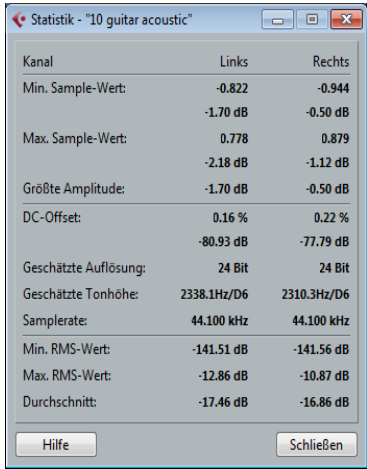 Statistik - "10 guitar acoustic"
Kanal Links Rechts
Min. Sample-Wert: -0.822 -0.944
-1.70 dB -0.50 dB
Max. Sample-Wert: 0.778 0.879
-2.18 dB -1.12 dB
Größte Amplitude: -1.70 dB -0.50 dB
DC-Offset: 0.16 % 0.22 %
-80.93 dB -77.79 dB
Geschätzte Auflösung: 24 Bit 24 Bit
Geschätzte Tonhöhe: 2338.1Hz/D6 2310.3Hz/D6
Samplerate: 44.100 kHz 44.100 kHz
Min. RMS-Wert: -141.51 dB -141.56 dB
Max. RMS-Wert: -12.86 dB -10.87 dB
Durchschnitt: -17.46 dB -16.86 dB
Hilfe Schließen